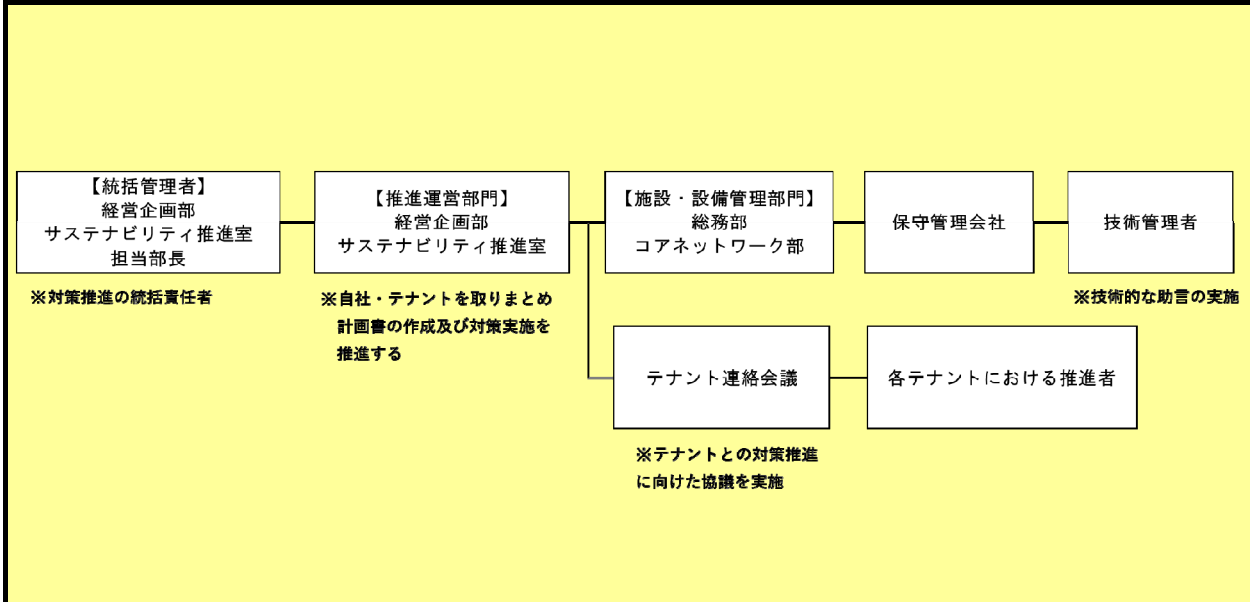 【統括管理者】
経営企画部
サステナビリティ推進室
担当部長
※対策推進の統括責任者
【推進運営部門】
経営企画部
サステナビリティ推進室
※自社・テナントを取りまとめ
計画書の作成及び対策実施を
推進する
【施設・設備管理部門】
総務部
コアネットワーク部
保守管理会社
技術管理者
※技術的な助言の実施
テナント連絡会議
※テナントとの対策推進
に向けた協議を実施
各テナントにおける推進者